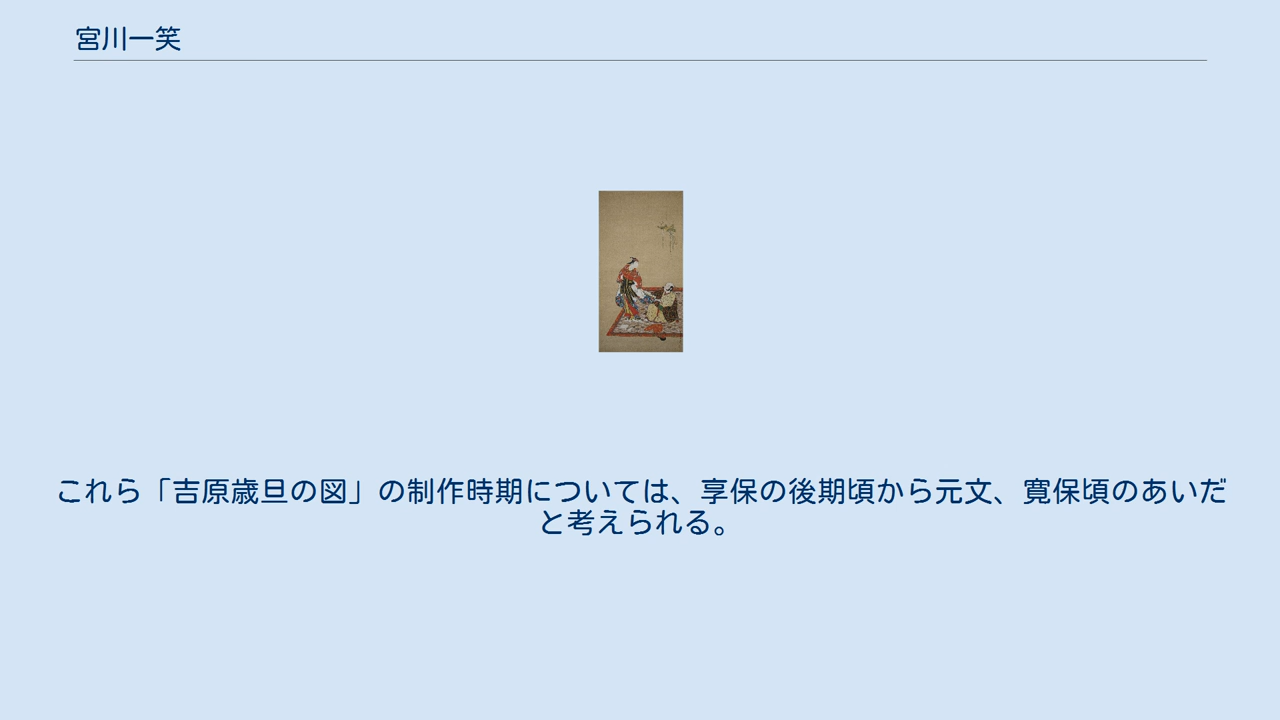 宮川一笑
これら「吉原歳旦の図」の制作時期については、享保の後期頃から元文、寛保頃のあいだ
と考えられる。